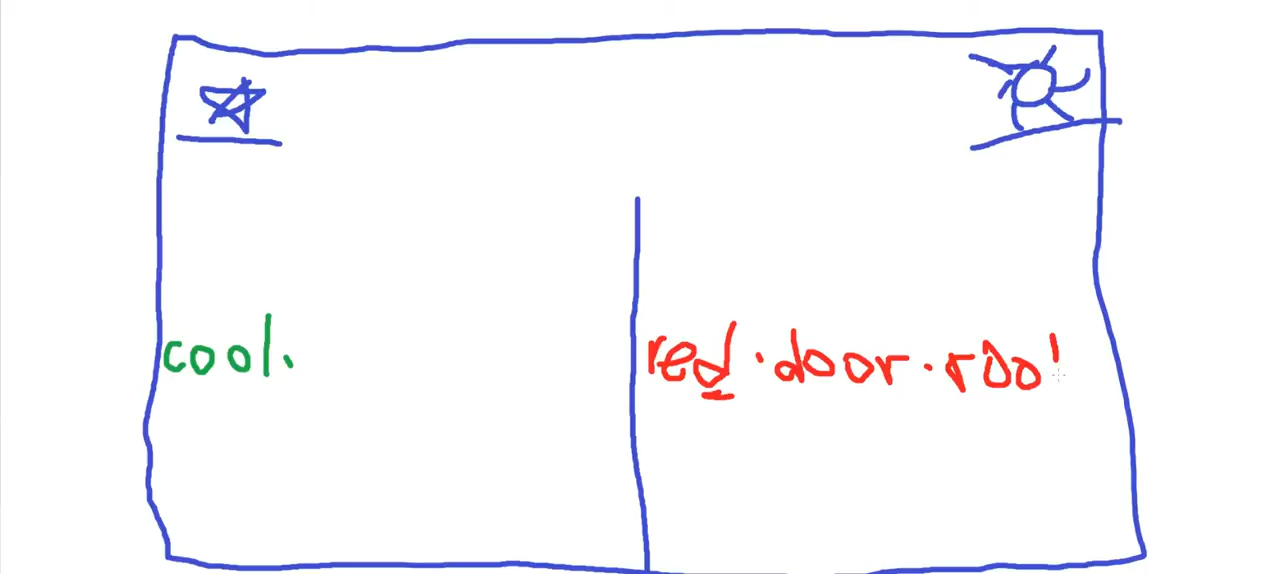 cool.
red · door · roo